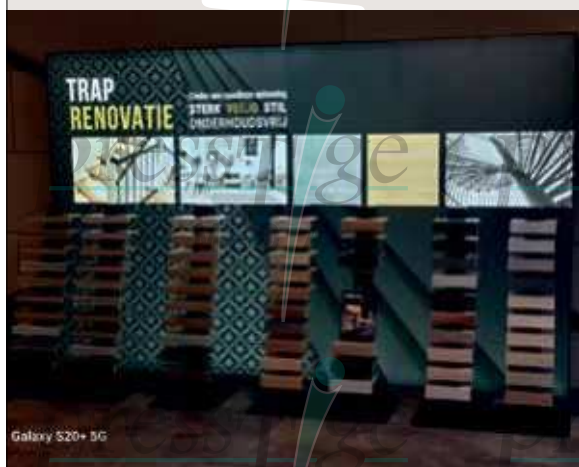 TRAP
RENOVATIE
STERK VEILIG STIL
ONDERHOUDSVRIJ
Galaxy S20+ 5G